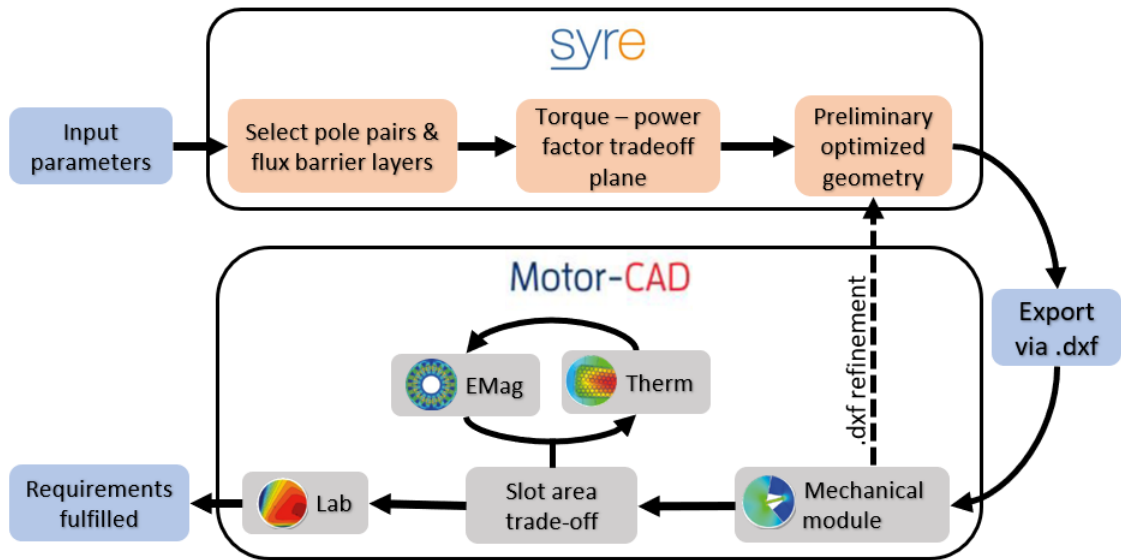 syre
Input
parameters
Select pole pairs &
flux barrier layers
Torque – power
factor tradeoff
plane
Preliminary
optimized
geometry
Motor-CAD
.dxf refinement
Export
via .dxf
EMag
Therm
Requirements
fulfilled
Lab
Slot area
trade-off
Mechanical
module